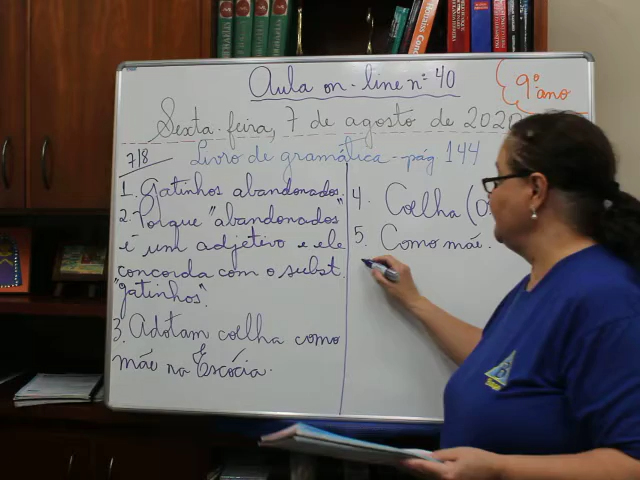 Aula on-line nº 40
9º ano
Sexta-feira, 7 de agosto de 2020
7/8 Livro de gramática - pág 144
1. Gatinhos abandonados.
2. Porque "abandonados"
é um adjetivo e ele
concorda com o subst.
"gatinhos".
3. Adotam coelha como
mãe na Escócia.
4. Coelha
5. Como mãe.